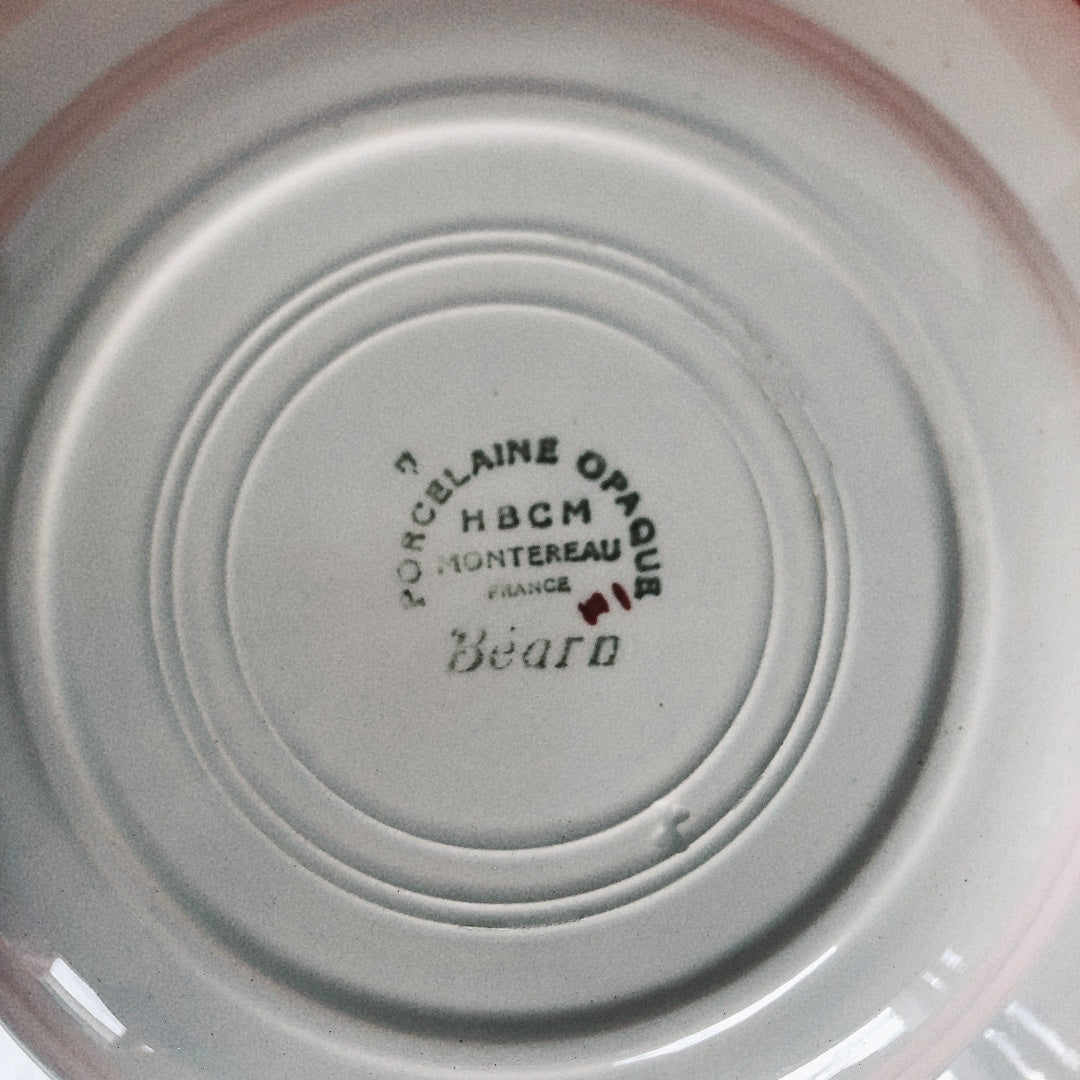 PORCELAINE OPAQUE
HBCM
MONTEREAU
FRANCE
Béarn